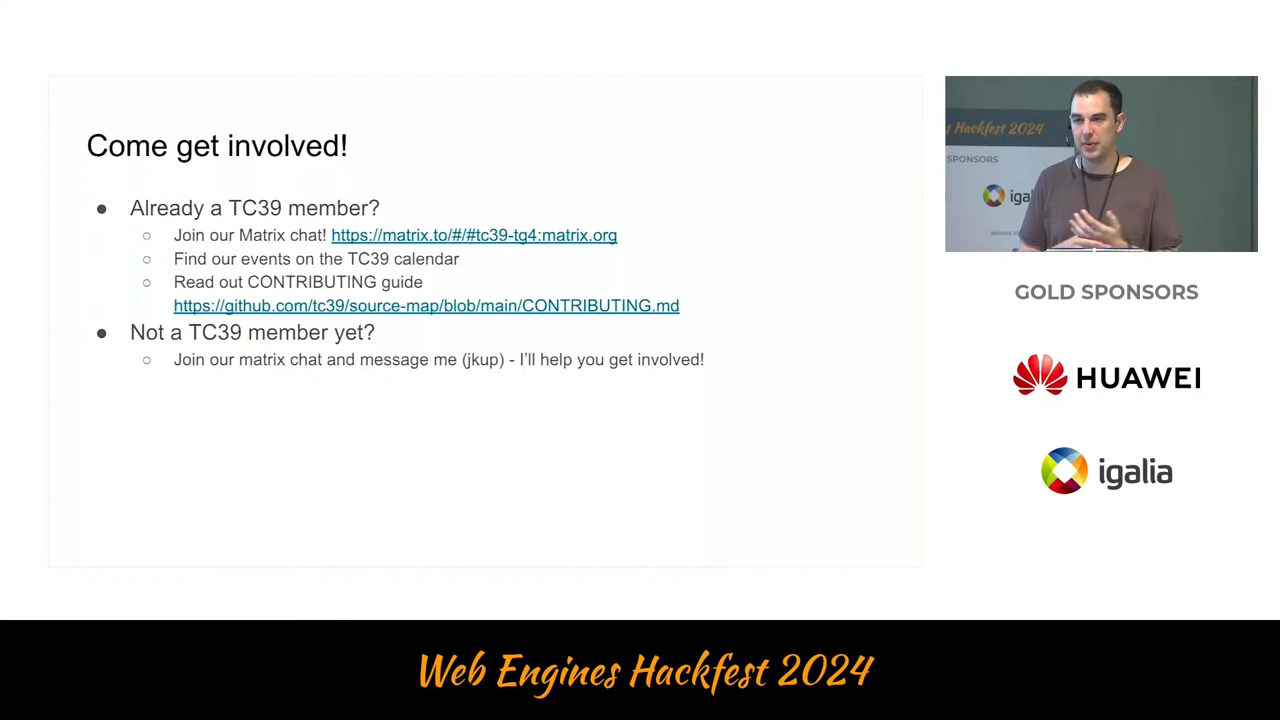 Come get involved!
● Already a TC39 member?
○ Join our Matrix chat! https://matrix.to/#/#tc39-tg4:matrix.org
○ Find our events on the TC39 calendar
○ Read out CONTRIBUTING guide
https://github.com/tc39/source-map/blob/main/CONTRIBUTING.md
● Not a TC39 member yet?
○ Join our matrix chat and message me (jkup) - I'll help you get involved!
s Hackfest 2024
SPONSORS
iga
GOLD SPONSORS
HUAWEI
igalia
Web Engines Hackfest 2024